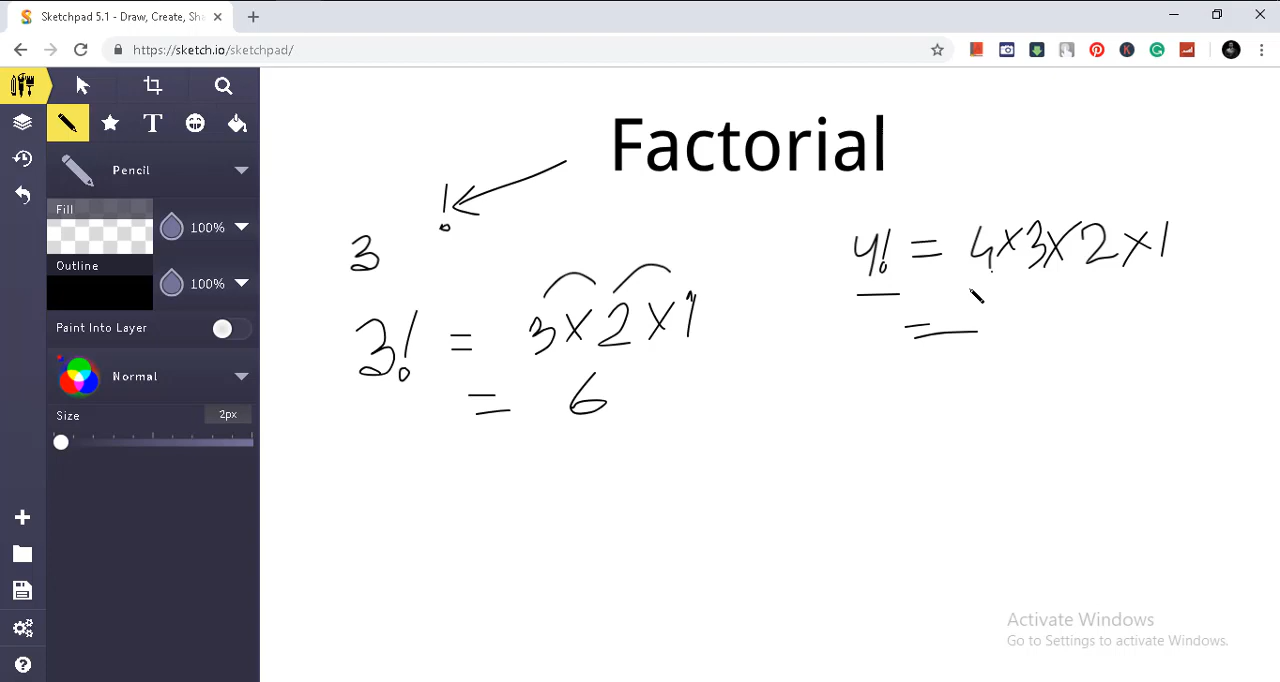 Sketchpad 5.1 - Draw, Create, Sha
https://sketch.io/sketchpad/
Factorial
!
3
4! = 4×3×2×1
=
3! = 3×2×1
= 6
T
Pencil
Fill
100%
Outline
100%
Paint Into Layer
Normal
Size
2px
Activate Windows
Go to Settings to activate Windows.